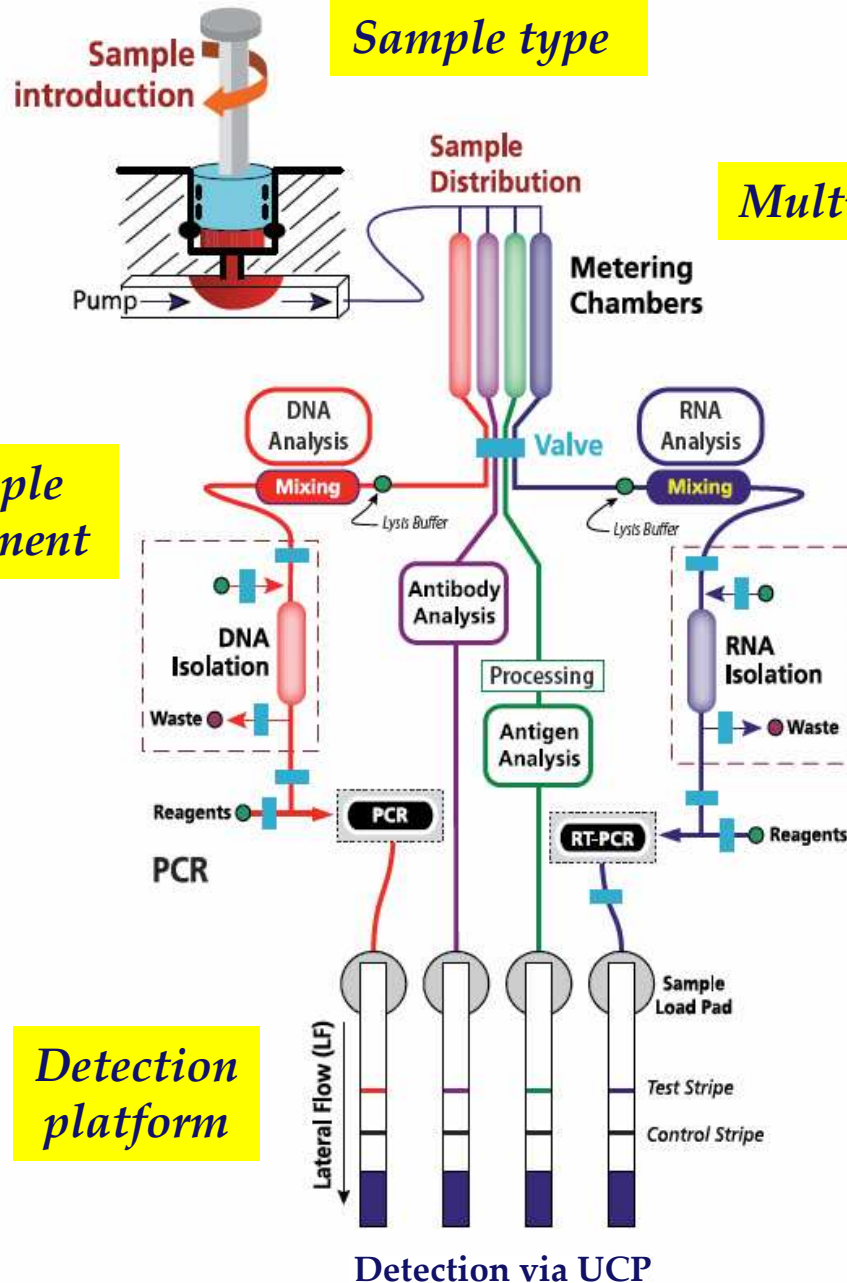 Sample type
Sample
introduction
Sample
Distribution
Mult
Metering
Chambers
Pump
DNA
Analysis
RNA
Analysis
Valve
ple
ment
Mixing
Lysis Buffer
Lysis Buffer
Mixing
Antibody
Analysis
DNA
Isolation
RNA
Isolation
Processing
Waste
Antigen
Analysis
Waste
Reagents
PCR
RT-PCR
Reagents
PCR
Sample
Load Pad
Detection
platform
Lateral Flow (LF)
Test Stripe
Control Stripe
Detection via UCP